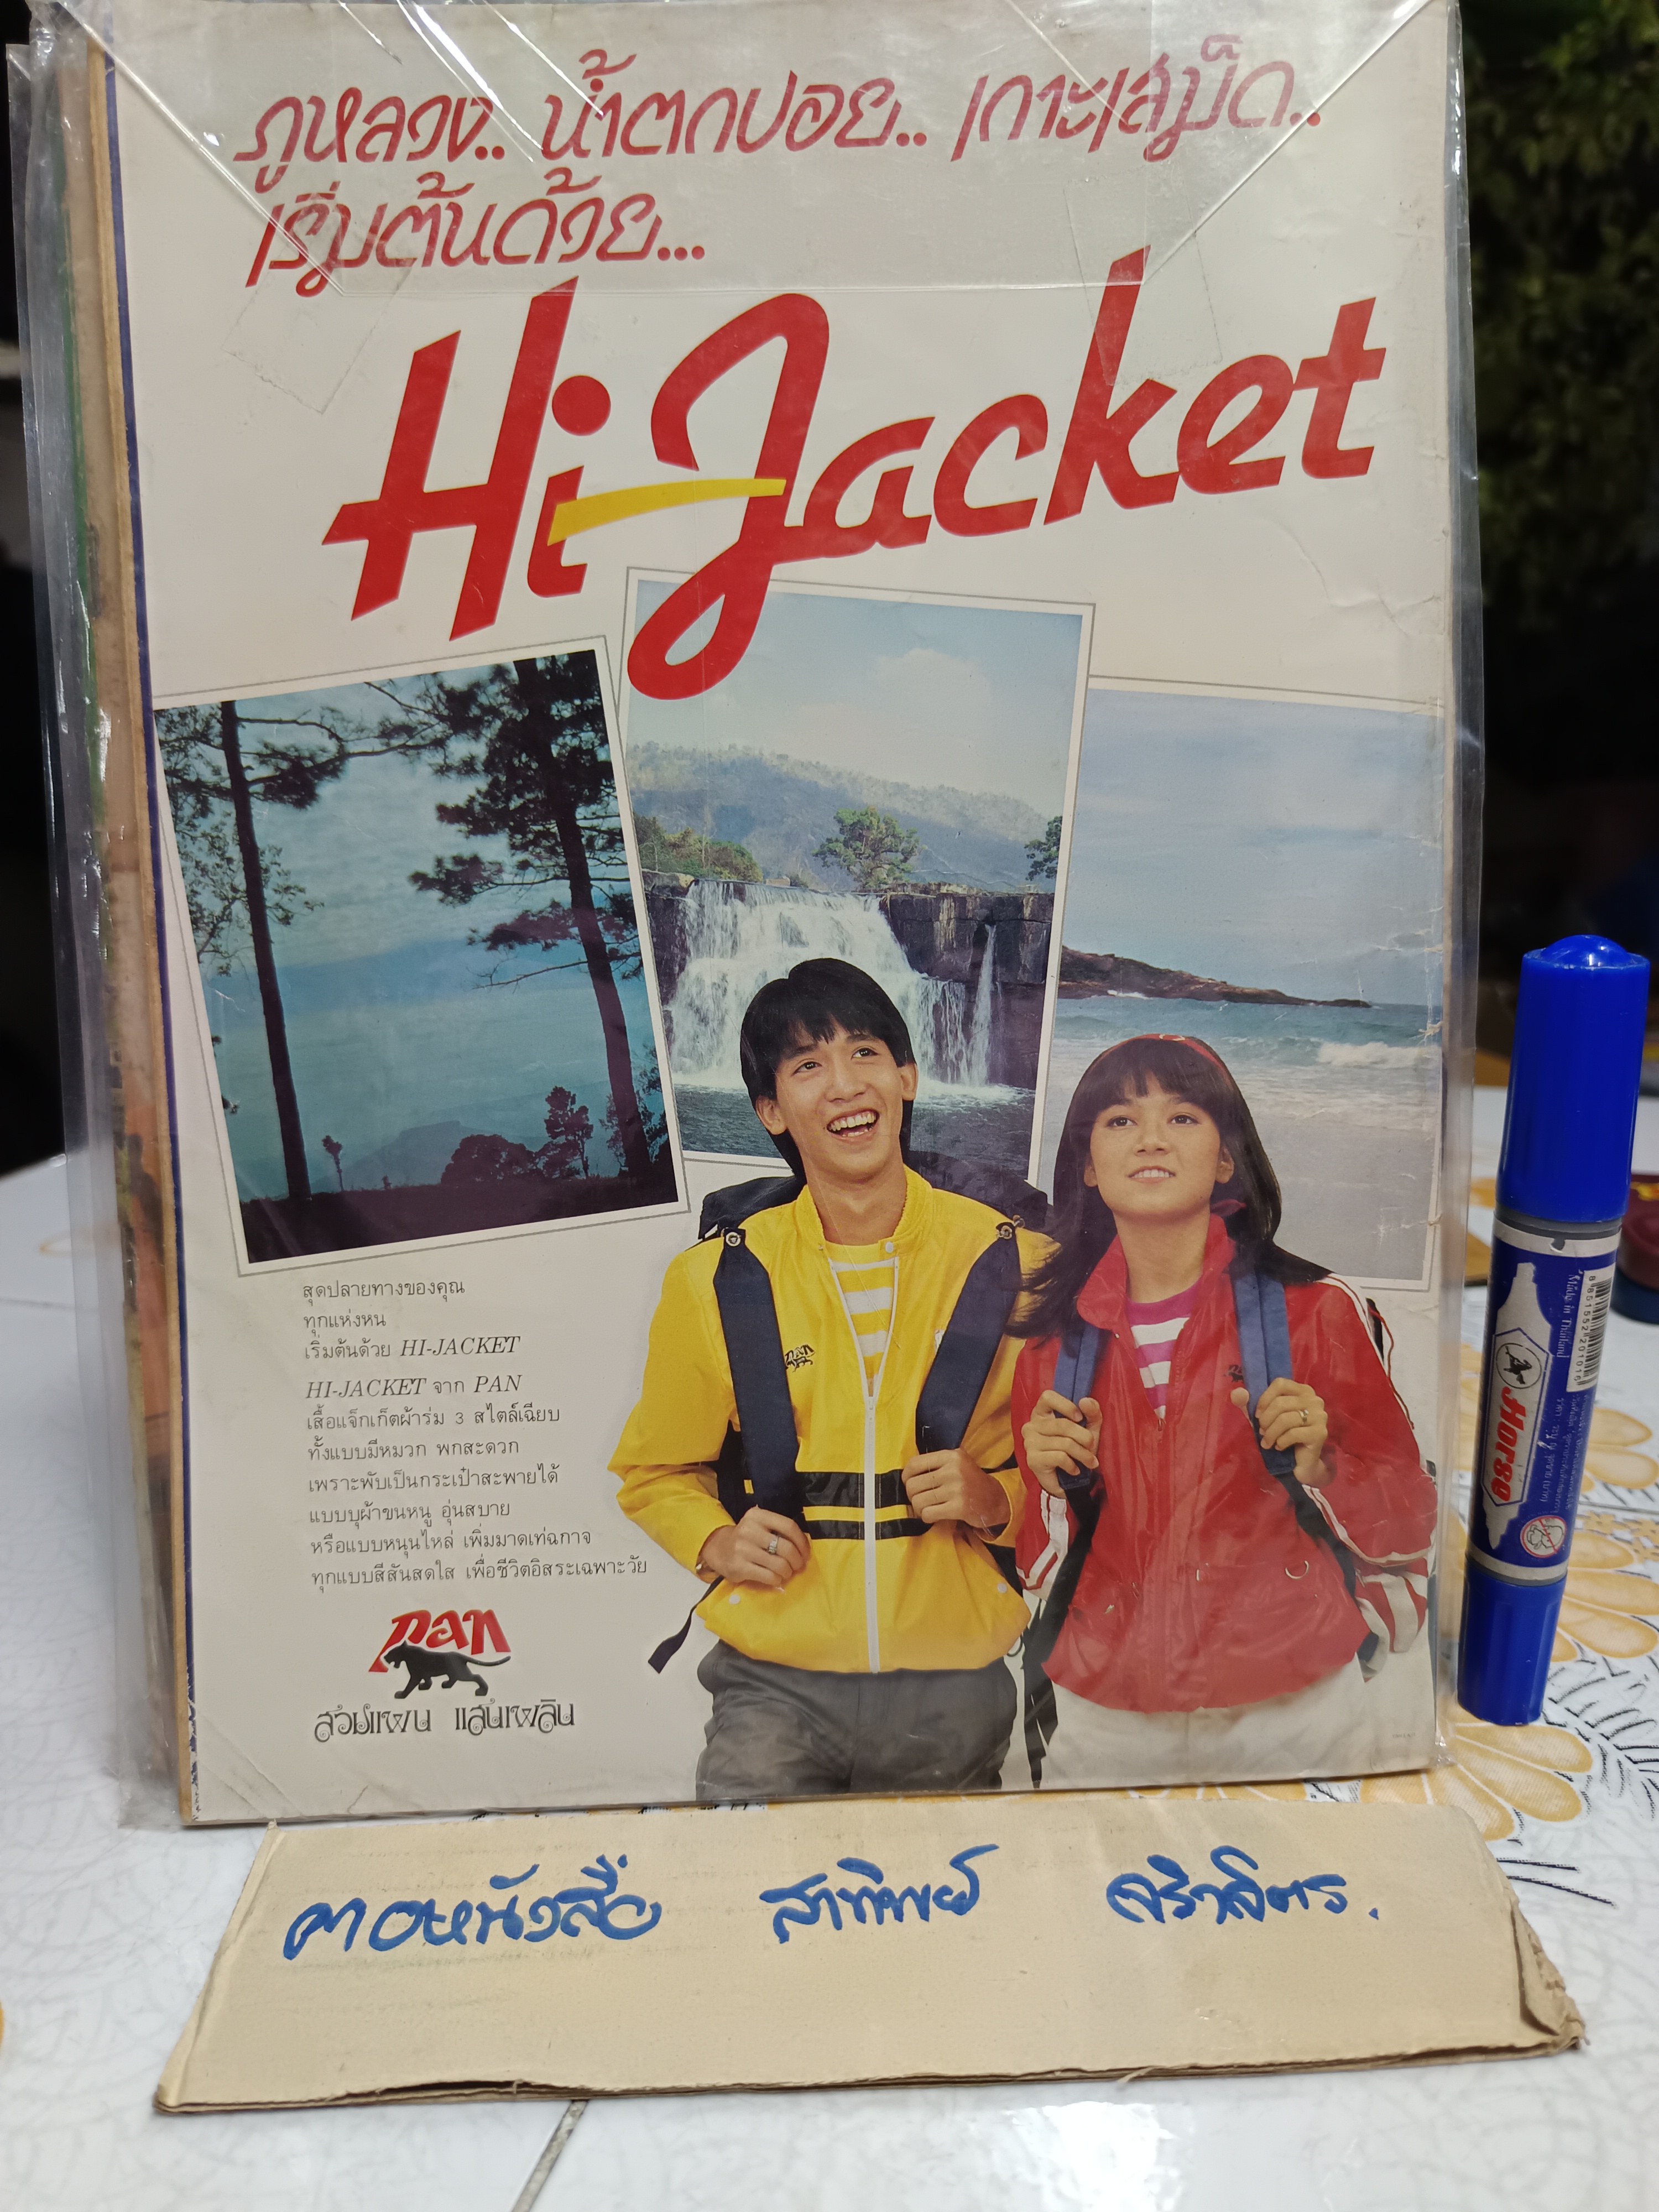 ภูหลวง.. น้ำตกปอย.. เกาะเสม็ด..
เริ่มต้นด้วย...
Hi-Jacket
สุดปลายทางของคุณ
ทุกแห่งหน
เริ่มต้นด้วย HI-JACKET
HI-JACKET จาก PAN
เสื้อแจ็กเก็ตผ้าร่ม 3 สไตล์เฉียบ
ทั้งแบบมีหมวก พกสะดวก
เพราะพับเป็นกระเป๋าสะพายได้
แบบบุผ้าขนหนู อุ่นสบาย
หรือแบบหนุนไหล่ เพิ่มมาดเท่ฉกาจ
ทุกแบบสีสันสดใส เพื่อชีวิตอิสระเฉพาะวัย
pan
สวมแพน แสนเพลิน
PAN
Made in Thailand
Horse
หนังสือ สาทิพย์